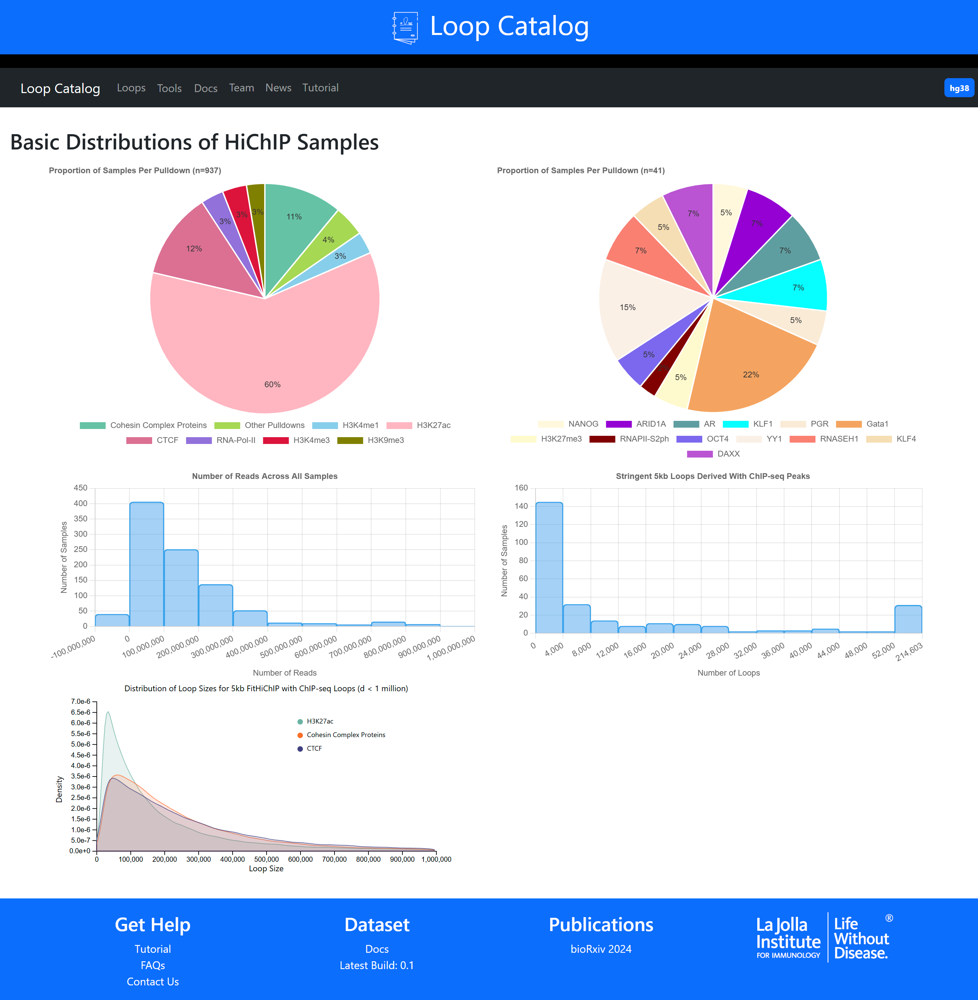 Loop Catalog
Loop Catalog Loops Tools Docs Team News Tutorial hg38
Basic Distributions of HiChIP Samples
Proportion of Samples Per Pulldown (n=937)
11%
4%
3%
60%
12%
3%
3%
3%
Cohesin Complex Proteins Other Pulldowns H3K4me1 H3K27ac
CTCF RNA-Pol-II H3K4me3 H3K9me3
Proportion of Samples Per Pulldown (n=41)
5%
7%
7%
7%
5%
22%
5%
2%
5%
15%
7%
5%
7%
NANOG ARID1A AR KLF1 PGR Gata1
H3K27me3 RNAPII-S2ph OCT4 YY1 RNASEH1 KLF4
DAXX
Number of Reads Across All Samples
Number of Samples
450
400
350
300
250
200
150
100
50
0
-100,000,000 0 100,000,000 200,000,000 300,000,000 400,000,000 500,000,000 600,000,000 700,000,000 800,000,000 900,000,000 1,000,000,000
Number of Reads
Stringent 5kb Loops Derived With ChIP-seq Peaks
Number of Samples
160
140
120
100
80
60
40
20
0
0 4,000 8,000 12,000 16,000 20,000 24,000 28,000 32,000 36,000 40,000 44,000 48,000 52,000 214,603
Number of Loops
Distribution of Loop Sizes for 5kb FitHiChIP with ChIP-seq Loops (d < 1 million)
Density
7.0e-6
6.5e-6
6.0e-6
5.5e-6
5.0e-6
4.5e-6
4.0e-6
3.5e-6
3.0e-6
2.5e-6
2.0e-6
1.5e-6
1.0e-6
5.0e-7
0.0e+0
H3K27ac
Cohesin Complex Proteins
CTCF
0 100,000 200,000 300,000 400,000 500,000 600,000 700,000 800,000 900,000 1,000,000
Loop Size
Get Help
Tutorial
FAQs
Contact Us
Dataset
Docs
Latest Build: 0.1
Publications
bioRxiv 2024
La Jolla
Institute
FOR IMMUNOLOGY
Life
Without
Disease.
®